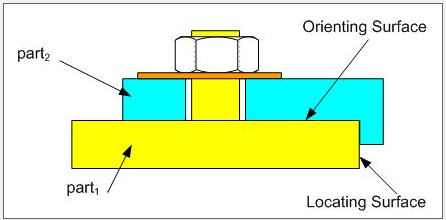 Orienting Surface
part₂
part₁
Locating Surface